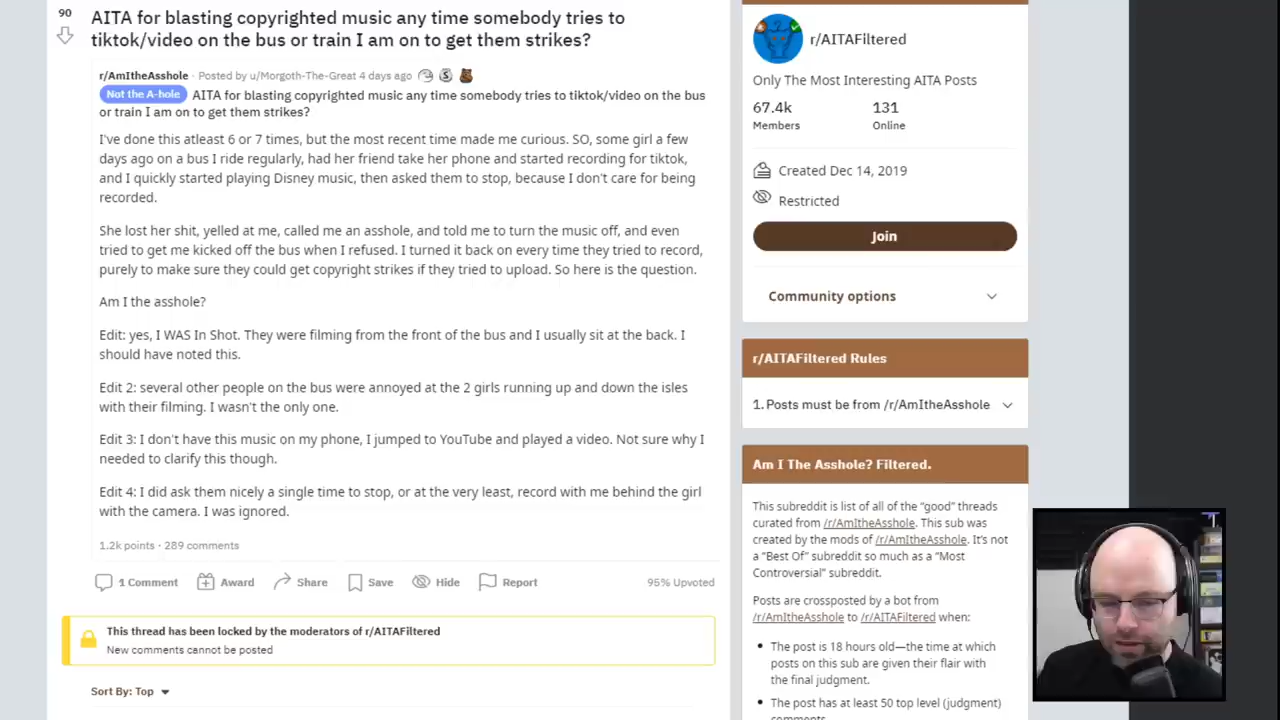 90
AITA for blasting copyrighted music any time somebody tries to
tiktok/video on the bus or train I am on to get them strikes?
r/AmItheAsshole · Posted by u/Morgoth-The-Great 4 days ago
Not the A-hole AITA for blasting copyrighted music any time somebody tries to tiktok/video on the bus
or train I am on to get them strikes?
I've done this atleast 6 or 7 times, but the most recent time made me curious. SO, some girl a few
days ago on a bus I ride regularly, had her friend take her phone and started recording for tiktok,
and I quickly started playing Disney music, then asked them to stop, because I don't care for being
recorded.
She lost her shit, yelled at me, called me an asshole, and told me to turn the music off, and even
tried to get me kicked off the bus when I refused. I turned it back on every time they tried to record,
purely to make sure they could get copyright strikes if they tried to upload. So here is the question.
Am I the asshole?
Edit: yes, I WAS In Shot. They were filming from the front of the bus and I usually sit at the back. I
should have noted this.
Edit 2: several other people on the bus were annoyed at the 2 girls running up and down the isles
with their filming. I wasn't the only one.
Edit 3: I don't have this music on my phone, I jumped to YouTube and played a video. Not sure why I
needed to clarify this though.
Edit 4: I did ask them nicely a single time to stop, or at the very least, record with me behind the girl
with the camera. I was ignored.
1.2k points · 289 comments
1 Comment Award Share Save Hide Report 95% Upvoted
This thread has been locked by the moderators of r/AITAFiltered
New comments cannot be posted
Sort By: Top
r/AITAFiltered
Only The Most Interesting AITA Posts
67.4k 131
Members Online
Created Dec 14, 2019
Restricted
Join
Community options
r/AITAFiltered Rules
1. Posts must be from /r/AmItheAsshole
Am I The Asshole? Filtered.
This subreddit is list of all of the "good" threads
curated from /r/AmItheAsshole. This sub was
created by the mods of /r/AmItheAsshole. It's not
a "Best Of" subreddit so much as a "Most
Controversial" subreddit.
Posts are crossposted by a bot from
/r/AmItheAsshole to /r/AITAFiltered when:
• The post is 18 hours old—the time at which
posts on this sub are given their flair with
the final judgment.
• The post has at least 50 top level (judgment)
comments